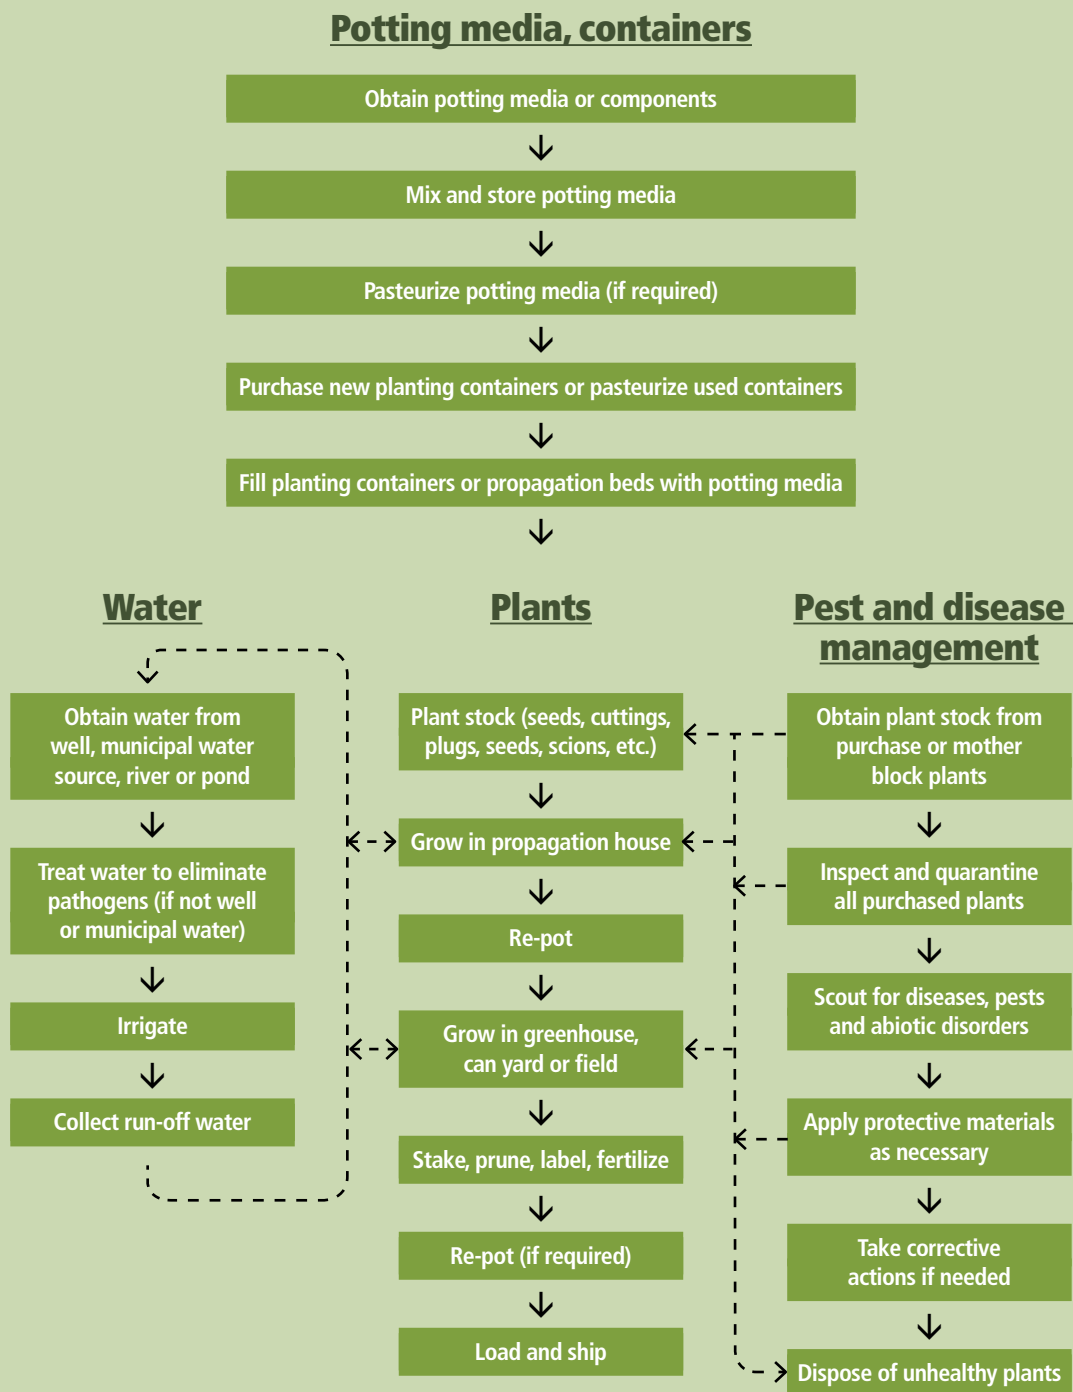 Potting media, containers
Obtain potting media or components
Mix and store potting media
Pasteurize potting media (if required)
Purchase new planting containers or pasteurize used containers
Fill planting containers or propagation beds with potting media
Water
Obtain water from
well, municipal water
source, river or pond
Treat water to eliminate
pathogens (if not well
or municipal water)
Irrigate
Collect run-off water
Plants
Plant stock (seeds, cuttings,
plugs, seeds, scions, etc.)
Grow in propagation house
Re-pot
Grow in greenhouse,
can yard or field
Stake, prune, label, fertilize
Re-pot (if required)
Load and ship
Pest and disease
management
Obtain plant stock from
purchase or mother
block plants
Inspect and quarantine
all purchased plants
Scout for diseases, pests
and abiotic disorders
Apply protective materials
as necessary
Take corrective
actions if needed
Dispose of unhealthy plants